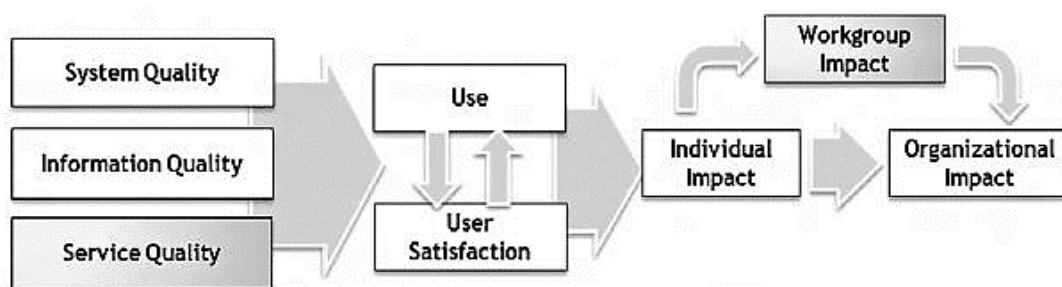 System Quality
Information Quality
Service Quality
Use
User
Satisfaction
Individual
Impact
Workgroup
Impact
Organizational
Impact